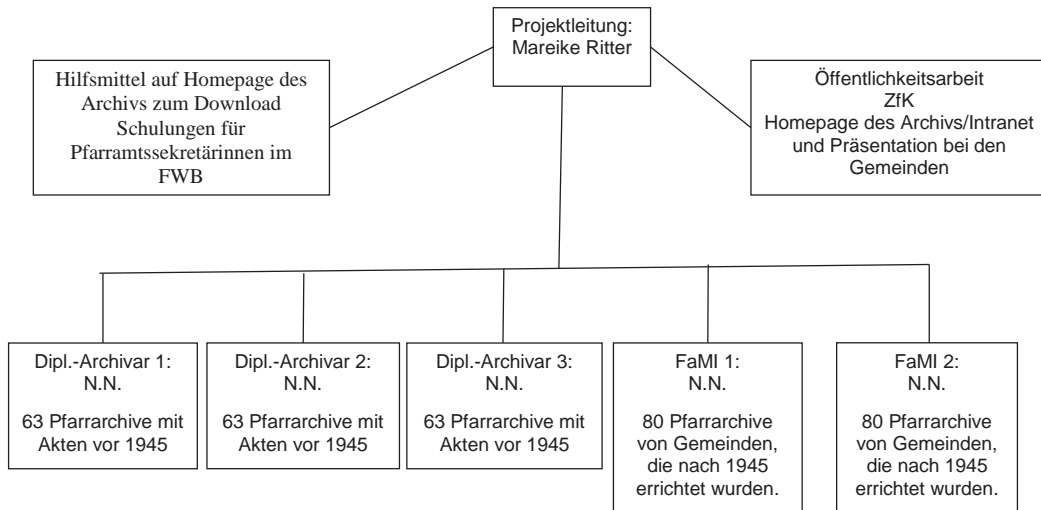 Projektleitung:
Mareike Ritter
Hilfsmittel auf Homepage des
Archivs zum Download
Schulungen für
Pfarramtssekretärinnen im
FWB
Öffentlichkeitsarbeit
ZfK
Homepage des Archivs/Intranet
und Präsentation bei den
Gemeinden
Dipl.-Archivar 1:
N.N.
63 Pfarrarchive mit
Akten vor 1945
Dipl.-Archivar 2:
N.N.
63 Pfarrarchive mit
Akten vor 1945
Dipl.-Archivar 3:
N.N.
63 Pfarrarchive mit
Akten vor 1945
FaMI 1:
N.N.
80 Pfarrarchive
von Gemeinden,
die nach 1945
errichtet wurden.
FaMI 2:
N.N.
80 Pfarrarchive
von Gemeinden,
die nach 1945
errichtet wurden.